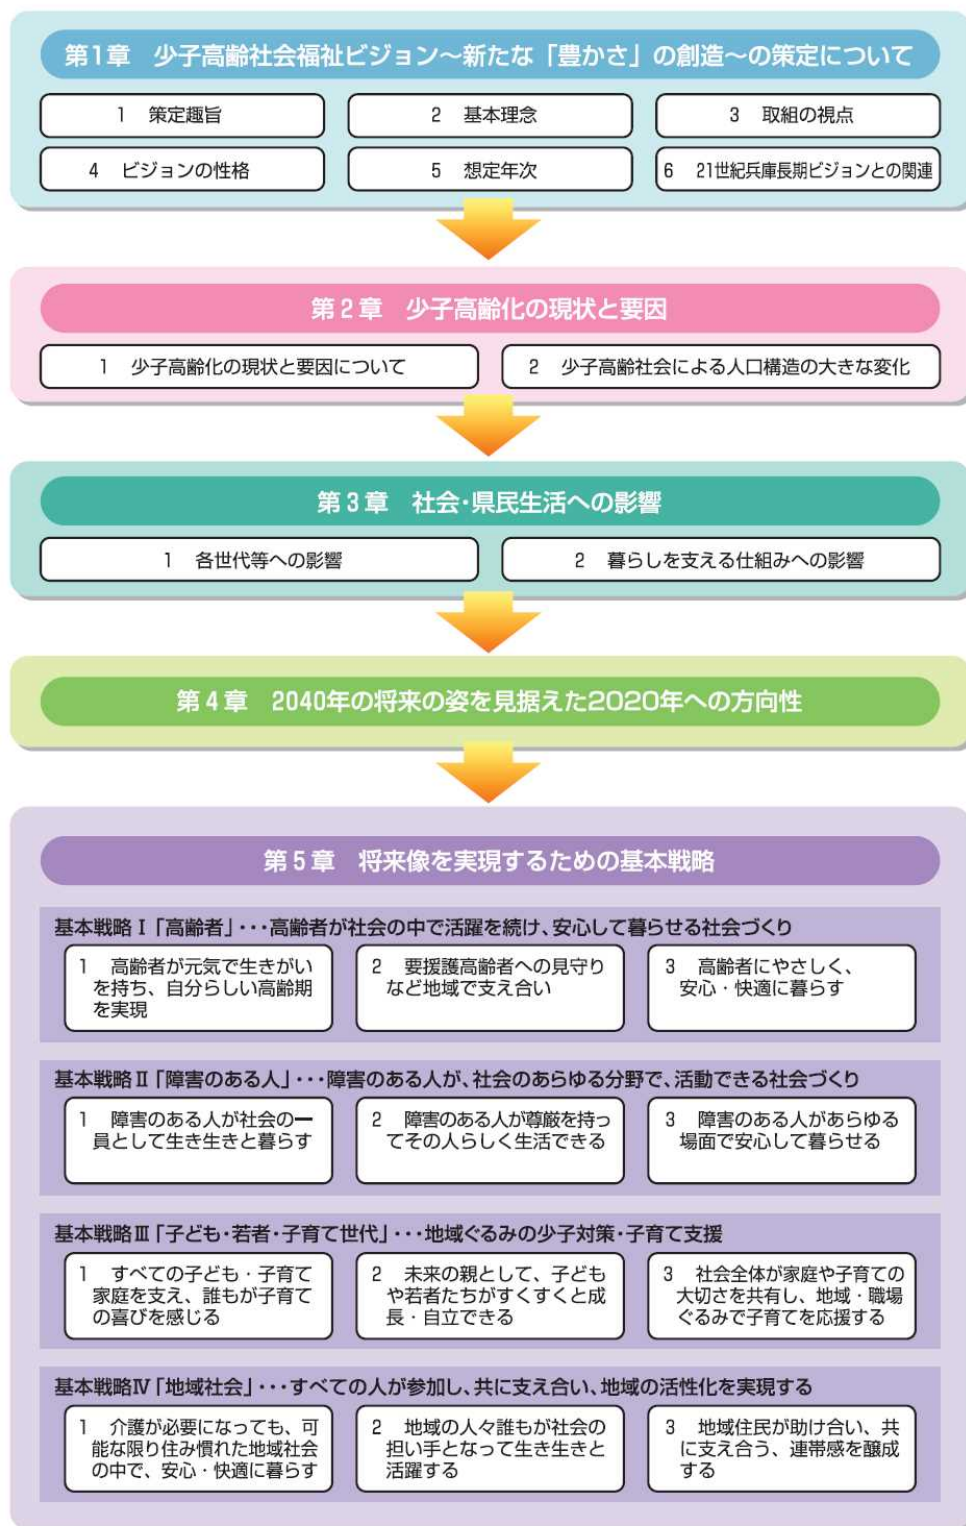 第1章　少子高齢社会福祉ビジョン～新たな「豊かさ」の創造～の策定について
1　策定趣旨
2　基本理念
3　取組の視点
4　ビジョンの性格
5　想定年次
6　21世紀兵庫長期ビジョンとの関連
第2章　少子高齢化の現状と要因
1　少子高齢化の現状と要因について
2　少子高齢社会による人口構造の大きな変化
第3章　社会･県民生活への影響
1　各世代等への影響
2　暮らしを支える仕組みへの影響
第4章　2040年の将来の姿を見据えた2020年への方向性
第5章　将来像を実現するための基本戦略
基本戦略Ⅰ「高齢者」･･･高齢者が社会の中で活躍を続け、安心して暮らせる社会づくり
1　高齢者が元気で生きがい
を持ち、自分らしい高齢期
を実現
2　要援護高齢者への見守り
など地域で支え合い
3　高齢者にやさしく、
安心・快適に暮らす
基本戦略Ⅱ「障害のある人」･･･障害のある人が、社会のあらゆる分野で、活動できる社会づくり
1　障害のある人が社会の一
員として生き生きと暮らす
2　障害のある人が尊厳を持っ
てその人らしく生活できる
3　障害のある人があらゆる
場面で安心して暮らせる
基本戦略Ⅲ「子ども･若者･子育て世代」･･･地域ぐるみの少子対策･子育て支援
1　すべての子ども・子育て
家庭を支え、誰もが子育て
の喜びを感じる
2　未来の親として、子ども
や若者たちがすくすくと成
長・自立できる
3　社会全体が家庭や子育ての
大切さを共有し、地域・職場
ぐるみで子育てを応援する
基本戦略Ⅳ「地域社会」･･･すべての人が参加し、共に支え合い、地域の活性化を実現する
1　介護が必要になっても、可
能な限り住み慣れた地域社会
の中で、安心・快適に暮らす
2　地域の人々誰もが社会の
担い手となって生き生きと
活躍する
3　地域住民が助け合い、共
に支え合う、連帯感を醸成
する